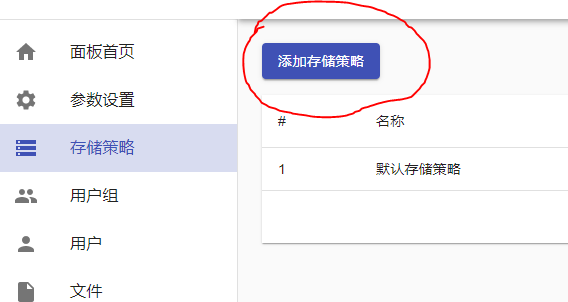 面板首页
参数设置
存储策略
用户组
用户
文件
添加存储策略
# 名称
1 默认存储策略